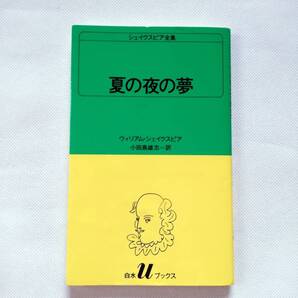 シェイクスピア全集
夏の夜の夢
ウィリアム・シェイクスピア
小田島雄志＝訳
白水uブックス